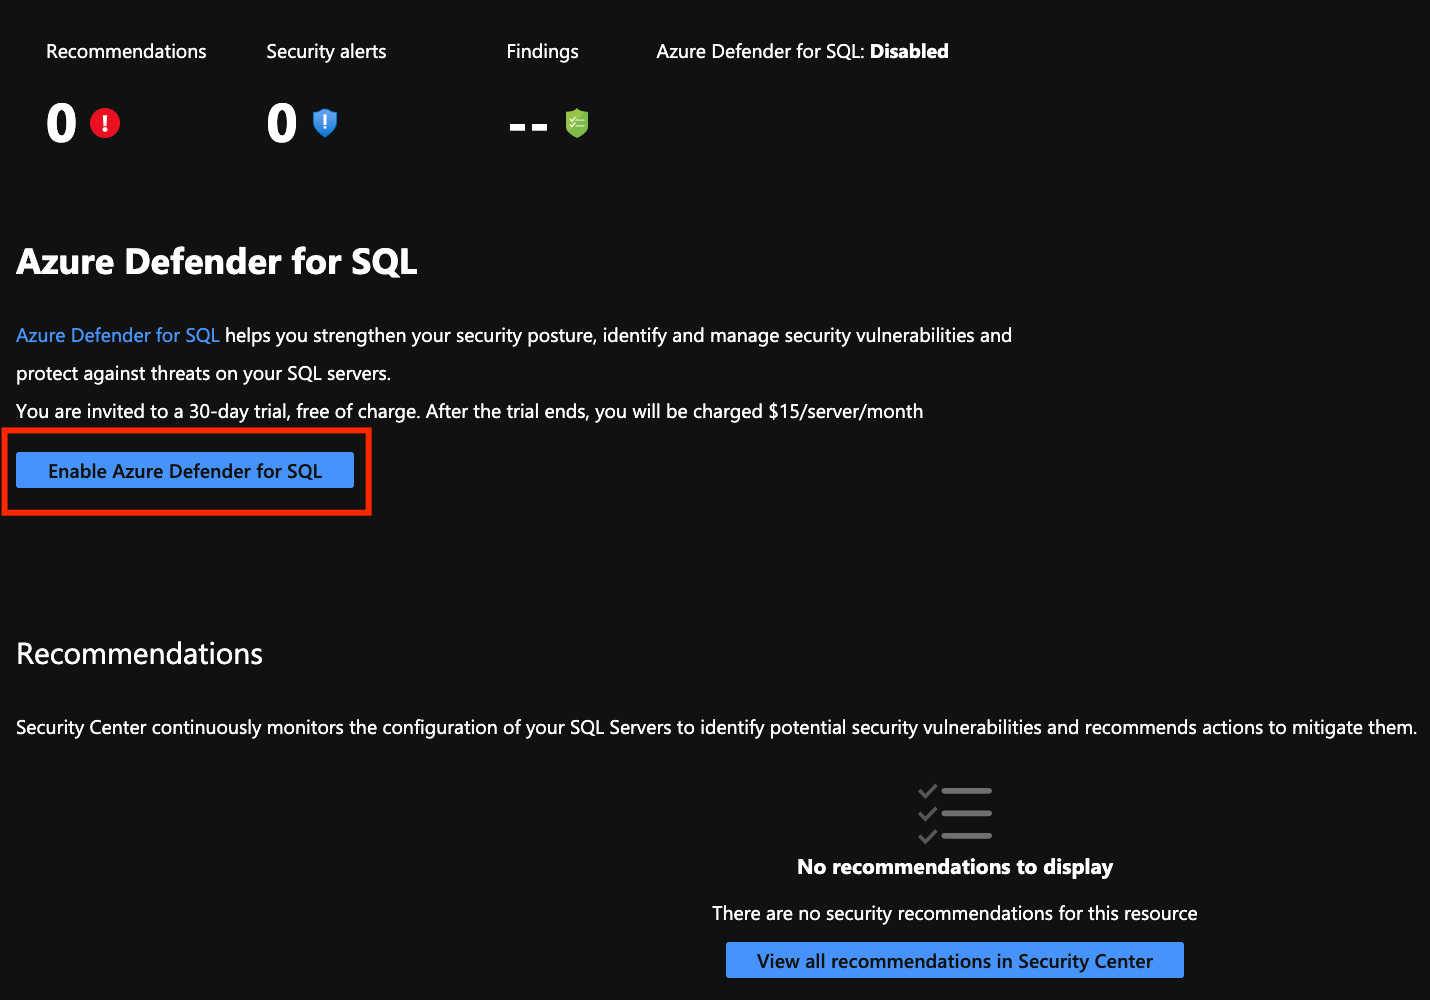 Recommendations
Security alerts
Findings
Azure Defender for SQL: Disabled
0
0
--
Azure Defender for SQL
Azure Defender for SQL helps you strengthen your security posture, identify and manage security vulnerabilities and
protect against threats on your SQL servers.
You are invited to a 30-day trial, free of charge. After the trial ends, you will be charged $15/server/month
Enable Azure Defender for SQL
Recommendations
Security Center continuously monitors the configuration of your SQL Servers to identify potential security vulnerabilities and recommends actions to mitigate them.
No recommendations to display
There are no security recommendations for this resource
View all recommendations in Security Center